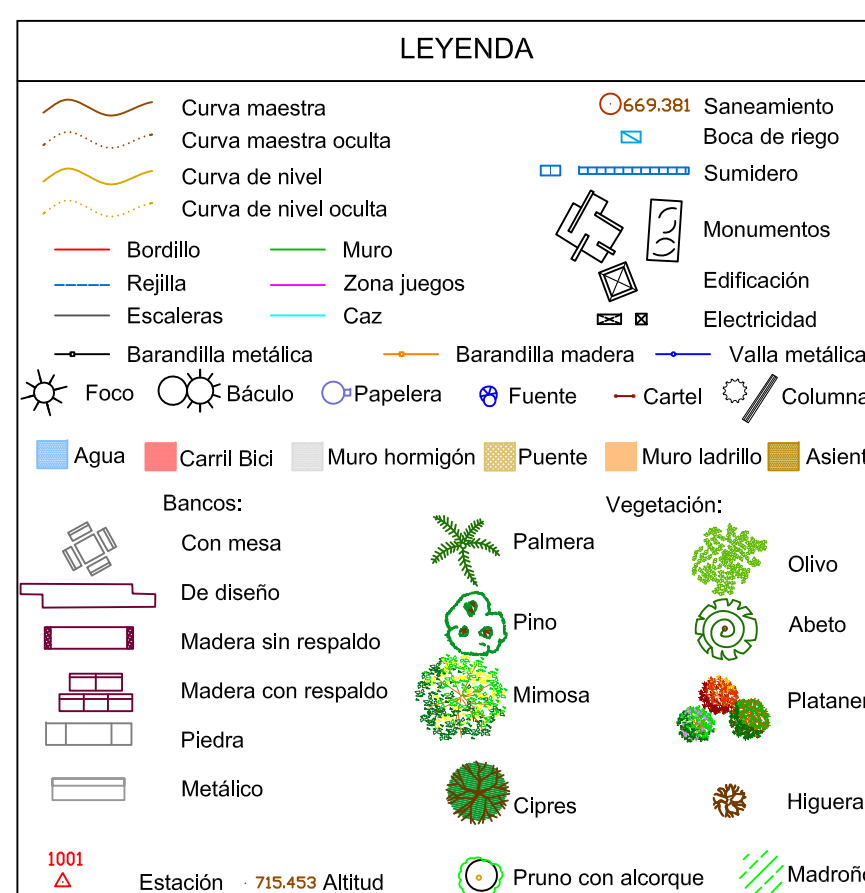 LEYENDA
Curva maestra
Curva maestra oculta
Curva de nivel
Curva de nivel oculta
669.381 Saneamiento
Boca de riego
Sumidero
Monumentos
Edificación
Electricidad
Bordillo Muro
Rejilla Zona juegos
Escaleras Caz
Barandilla metálica Barandilla madera Valla metálica
Foco Báculo Papelera Fuente Cartel Columna
Agua Carril Bici Muro hormigón Puente Muro ladrillo Asient
Bancos:
Con mesa
De diseño
Madera sin respaldo
Madera con respaldo
Piedra
Metálico
Vegetación:
Palmera Olivo
Pino Abeto
Mimosa Plataner
Cipres Higuera
1001
Estación 715.453 Altitud Pruno con alcorque Madroñ